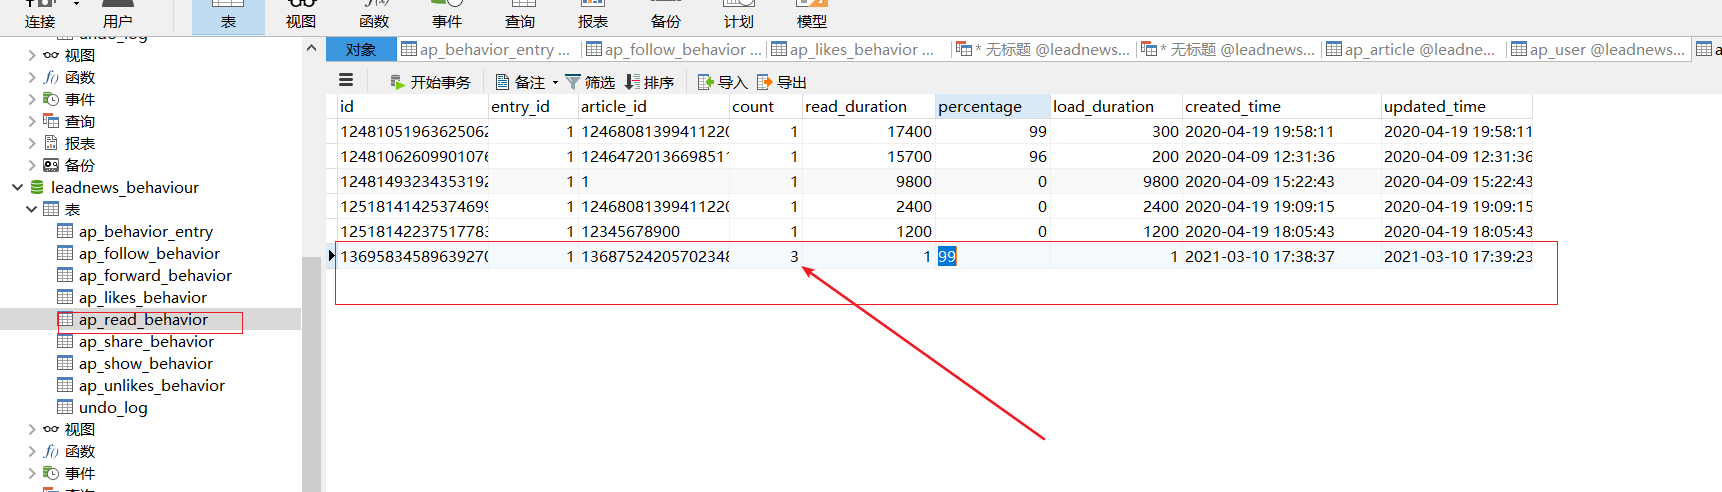 连接 用户 表 视图 函数 事件 查询 报表 备份 计划 模型
undo_log
视图
函数
事件
查询
报表
备份
leadnews_behaviour
表
ap_behavior_entry
ap_follow_behavior
ap_forward_behavior
ap_likes_behavior
ap_read_behavior
ap_share_behavior
ap_show_behavior
ap_unlikes_behavior
undo_log
视图
函数
事件
对象 ap_behavior_entry ... ap_follow_behavior ... ap_likes_behavior ... * 无标题 @leadnews... * 无标题 @leadnews... ap_article @leadne... ap_user @leadnews...
开始事务 备注 筛选 排序 导入 导出
id entry_id article_id count read_duration percentage load_duration created_time updated_time
12481051963625062 1 12468081399411220 1 17400 99 300 2020-04-19 19:58:11 2020-04-19 19:58:11
12481062609901076 1 12464720136698511 1 15700 96 200 2020-04-09 12:31:36 2020-04-09 12:31:36
12481493234353192 1 1 1 9800 0 9800 2020-04-09 15:22:43 2020-04-09 15:22:43
12518141425374699 1 12468081399411220 1 2400 0 2400 2020-04-19 19:09:15 2020-04-19 19:09:15
12518142237517783 1 12345678900 1 1200 0 1200 2020-04-19 18:05:43 2020-04-19 18:05:43
13695834589639270 1 13687524205702348 3 1 99 1 2021-03-10 17:38:37 2021-03-10 17:39:23